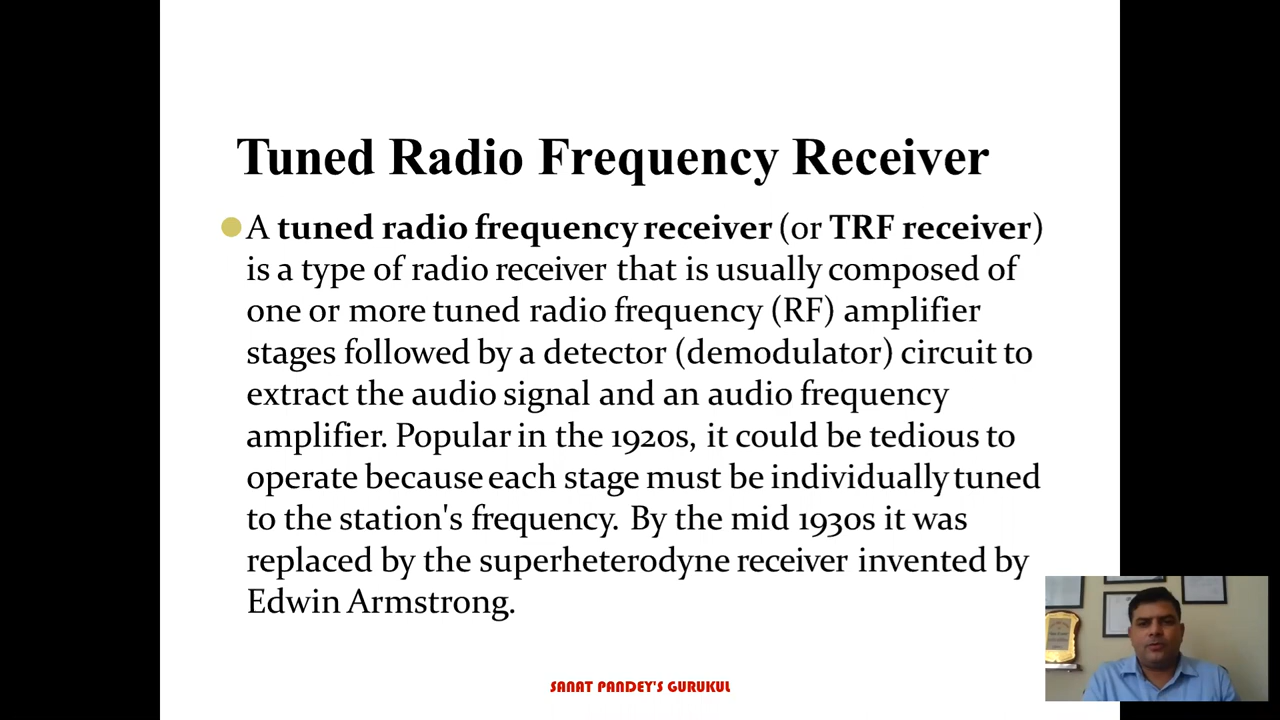 Tuned Radio Frequency Receiver
A tuned radio frequency receiver (or TRF receiver)
is a type of radio receiver that is usually composed of
one or more tuned radio frequency (RF) amplifier
stages followed by a detector (demodulator) circuit to
extract the audio signal and an audio frequency
amplifier. Popular in the 1920s, it could be tedious to
operate because each stage must be individually tuned
to the station's frequency. By the mid 1930s it was
replaced by the superheterodyne receiver invented by
Edwin Armstrong.
SANAT PANDEY'S GURUKUL